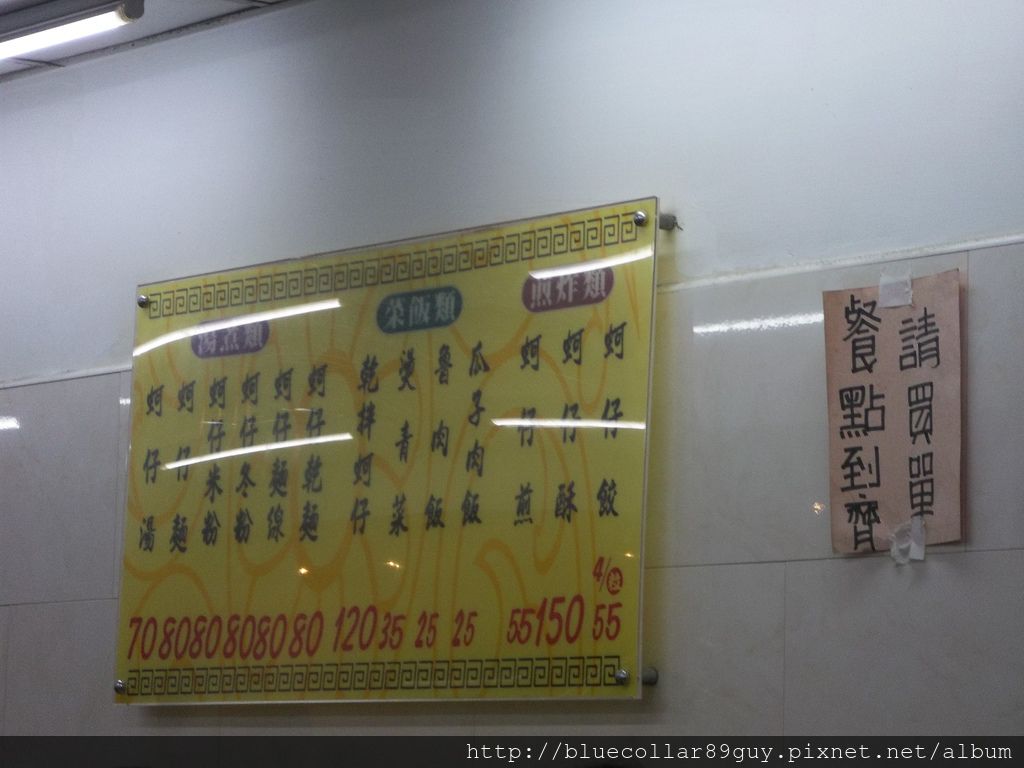 煎炸類
蚵仔餃 4/個 55
蚵仔酥 150
蚵仔煎 55
菜飯類
瓜子肉飯 25
魯肉飯 25
燙青菜 35
乾拌蚵仔 120
湯煮類
蚵仔乾麵 80
蚵仔麵線 80
蚵仔冬粉 80
蚵仔米粉 80
蚵仔麵 80
蚵仔湯 70
請買單
餐點到齊
http://bluecollar89guy.pixnet.net/album